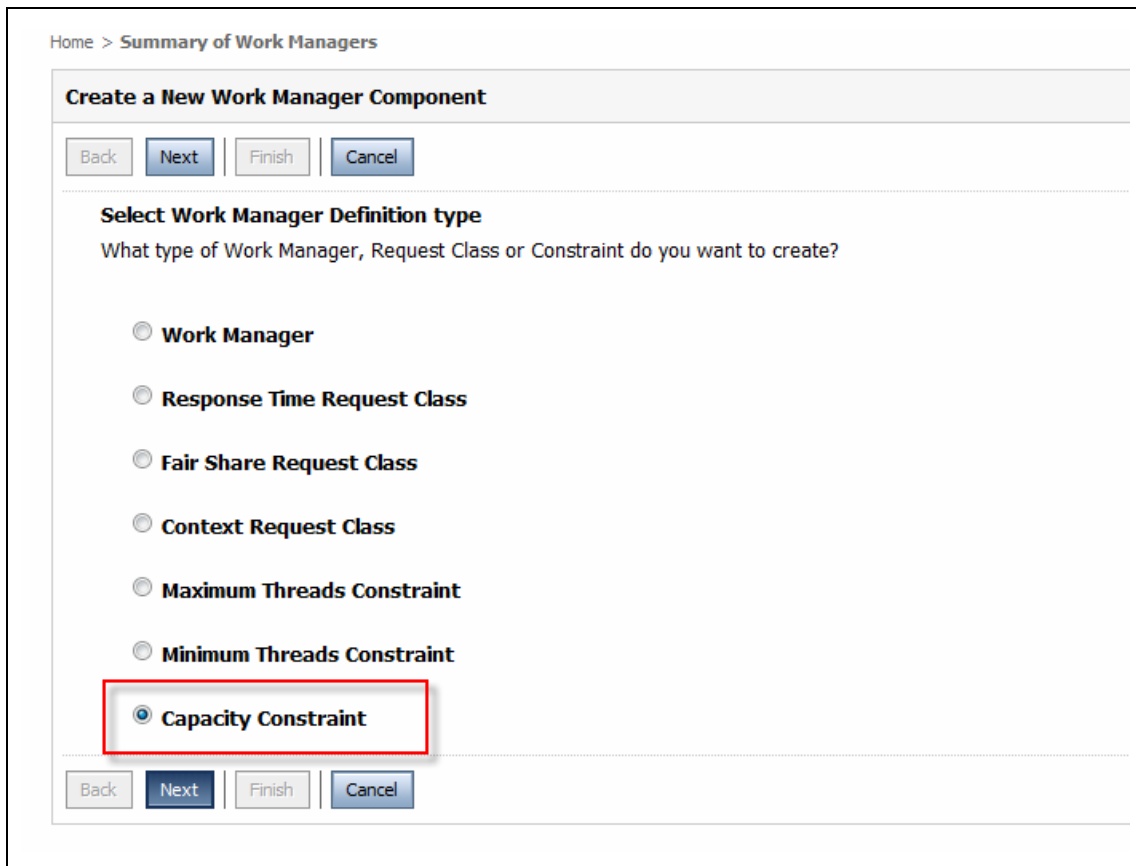 Home > Summary of Work Managers
Create a New Work Manager Component
Back Next Finish Cancel
Select Work Manager Definition type
What type of Work Manager, Request Class or Constraint do you want to create?
Work Manager
Response Time Request Class
Fair Share Request Class
Context Request Class
Maximum Threads Constraint
Minimum Threads Constraint
Capacity Constraint
Back Next Finish Cancel